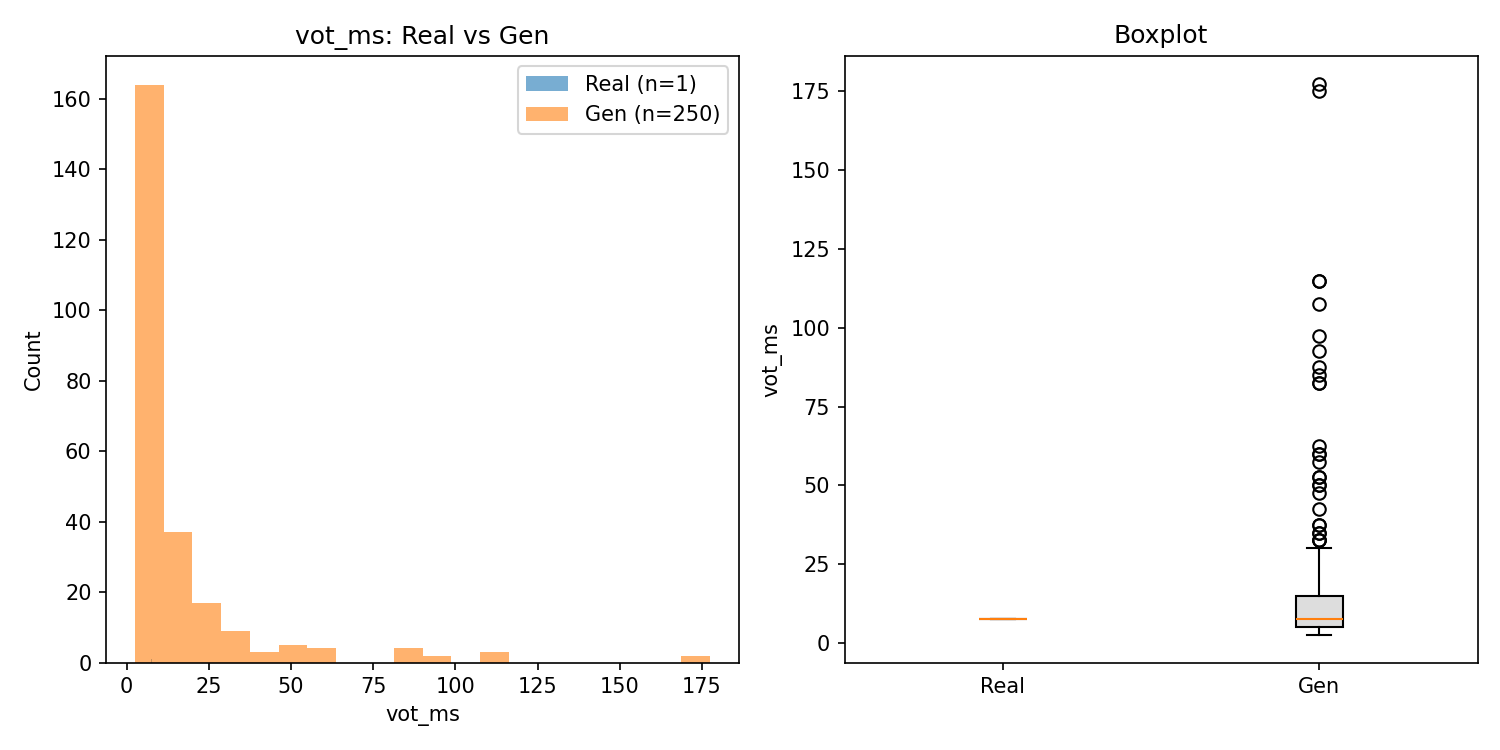 vot_ms: Real vs Gen
Real (n=1)
Gen (n=250)
Count
160
140
120
100
80
60
40
20
0
0 25 50 75 100 125 150 175
vot_ms
Boxplot
vot_ms
175
150
125
100
75
50
25
0
Real Gen